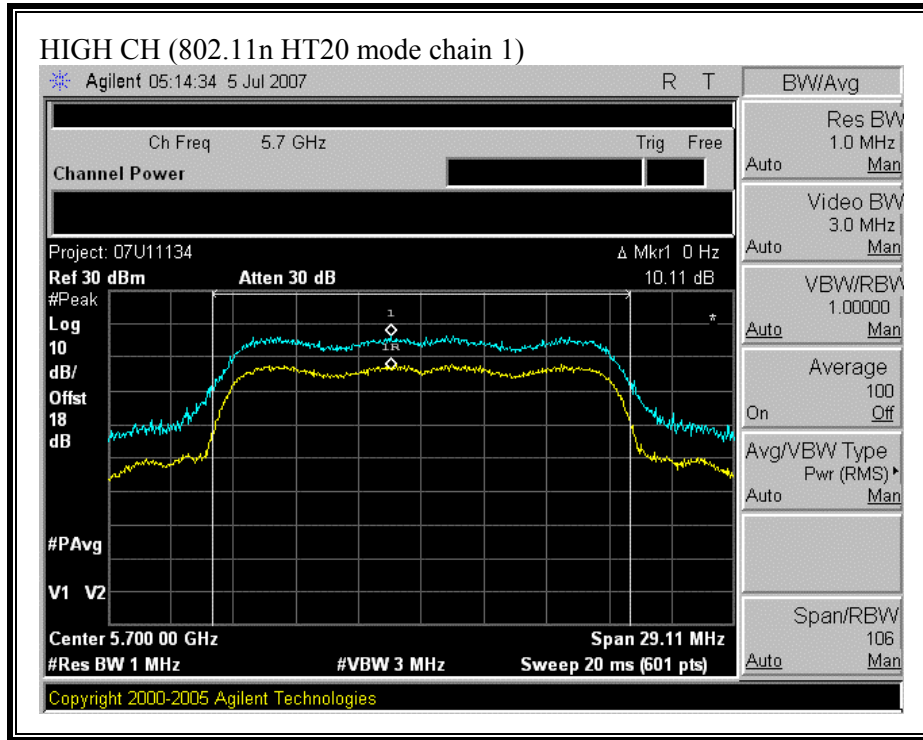 HIGH CH (802.11n HT20 mode chain 1)
Agilent 05:14:34 5 Jul 2007 R T
BW/Avg
Ch Freq 5.7 GHz Trig Free
Channel Power
Res BW
1.0 MHz
Auto Man
Video BW
3.0 MHz
Auto Man
Project: 07U11134 Δ Mkr1 0 Hz
Ref 30 dBm Atten 30 dB 10.11 dB
#Peak
Log
10
dB/
Offst
18
dB
1
1R
*
VBW/RBW
1.00000
Auto Man
Average
100
On Off
Avg/VBW Type
Pwr (RMS)
Auto Man
#PAvg
V1 V2
Center 5.700 00 GHz Span 29.11 MHz
#Res BW 1 MHz #VBW 3 MHz Sweep 20 ms (601 pts)
Span/RBW
106
Auto Man
Copyright 2000-2005 Agilent Technologies